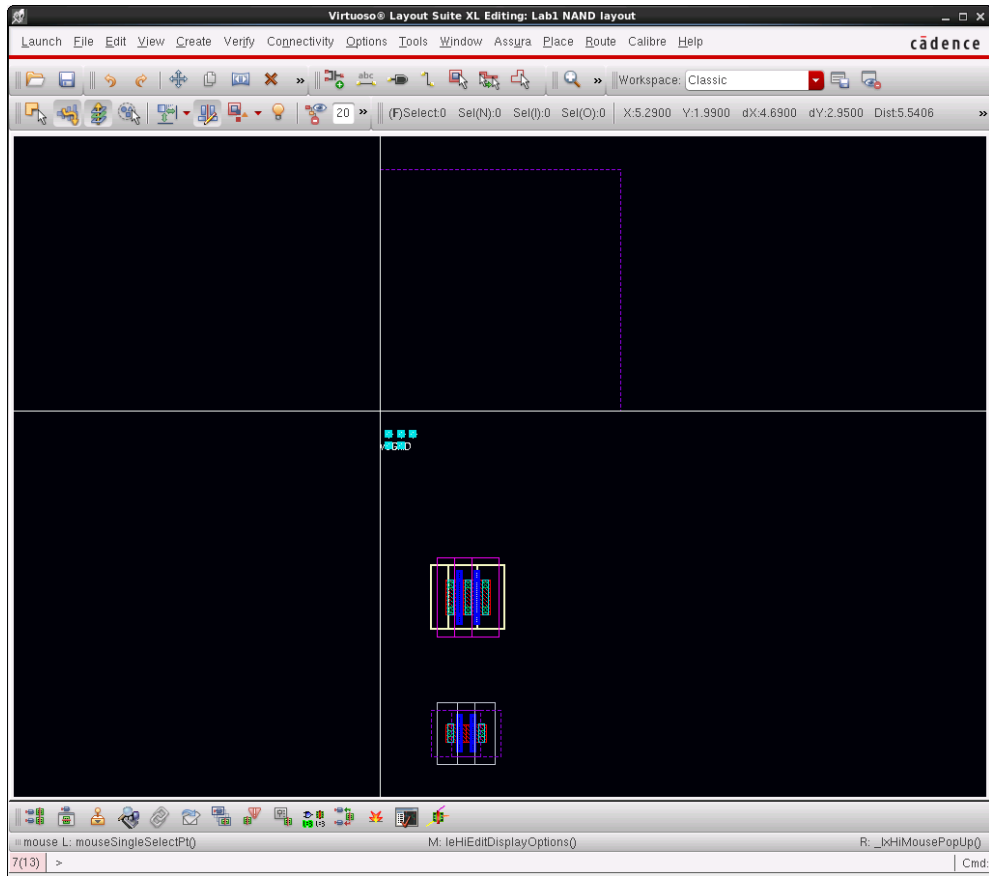 Virtuoso® Layout Suite XL Editing: Lab1 NAND layout
Launch File Edit View Create Verify Connectivity Options Tools Window Assura Place Route Calibre Help
cādence
» abc » Workspace: Classic
20 » (F)Select:0 Sel(N):0 Sel(I):0 Sel(O):0 X:5.2900 Y:1.9900 dX:4.6900 dY:2.9500 Dist:5.5406 »
mouse L: mouseSingleSelectPt() M: leHiEditDisplayOptions() R: _lxHiMousePopUp()
7(13) > Cmd: